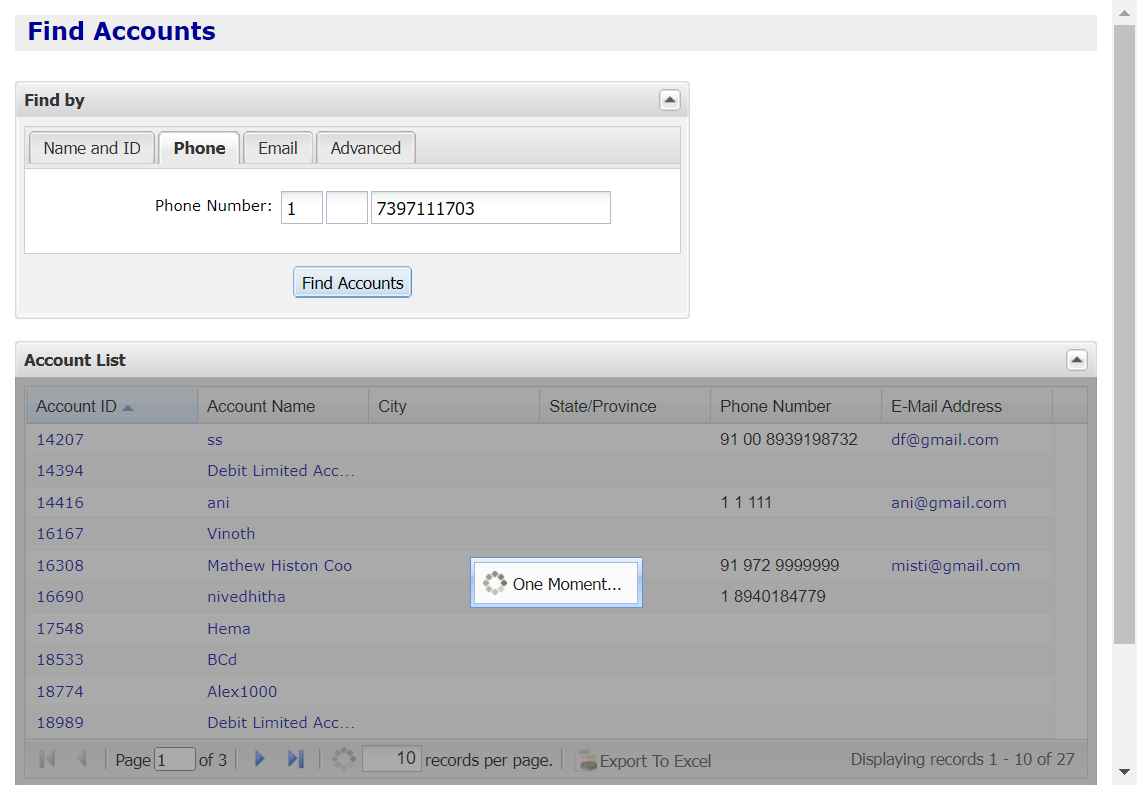 Find Accounts
Find by
Name and ID Phone Email Advanced
Phone Number: 1 7397111703
Find Accounts
Account List
Account ID Account Name City State/Province Phone Number E-Mail Address
14207 ss 91 00 8939198732 df@gmail.com
14394 Debit Limited Acc...
14416 ani 1 1 111 ani@gmail.com
16167 Vinoth
16308 Mathew Histon Coo 91 972 9999999 misti@gmail.com
One Moment...
16690 nivedhitha 1 8940184779
17548 Hema
18533 BCd
18774 Alex1000
18989 Debit Limited Acc...
Page 1 of 3 10 records per page. Export To Excel Displaying records 1 - 10 of 27